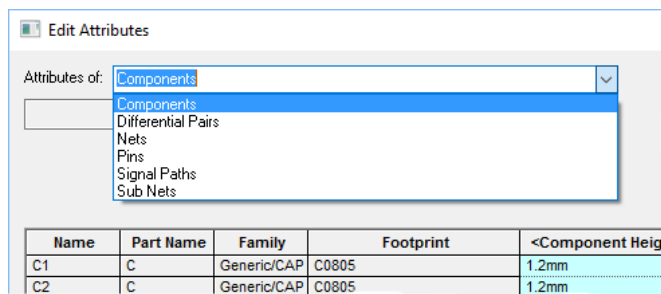 Edit Attributes
Attributes of: Components
Components
Differential Pairs
Nets
Pins
Signal Paths
Sub Nets
Name Part Name Family Footprint <Component Heig
C1 C Generic/CAP C0805 1.2mm
C2 C Generic/CAP C0805 1.2mm